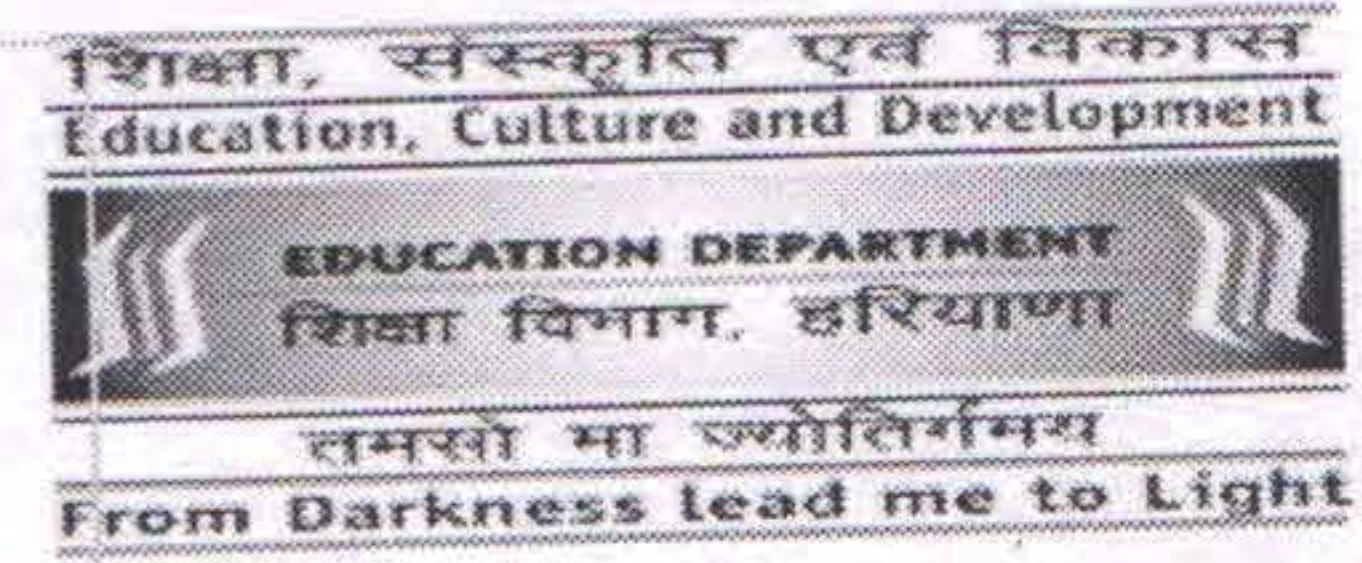 शिक्षा, संस्कृति एवं विकास
Education, Culture and Development
EDUCATION DEPARTMENT
शिक्षा विभाग, हरियाणा
तमसो मा ज्योतिर्गमय
From Darkness lead me to Light